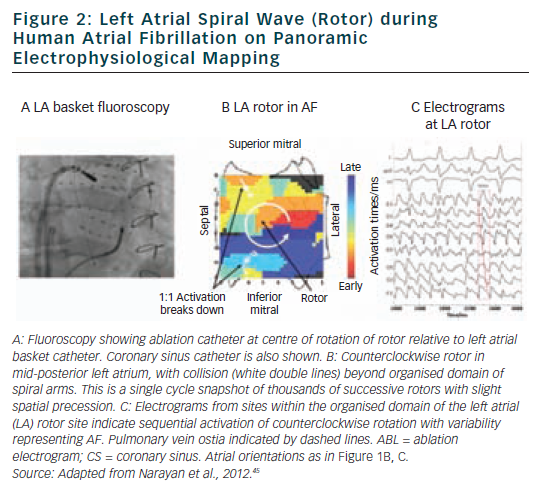 Figure 2: Left Atrial Spiral Wave (Rotor) during
Human Atrial Fibrillation on Panoramic
Electrophysiological Mapping
A LA basket fluoroscopy
B LA rotor in AF
C Electrograms
at LA rotor
Superior mitral
Late
Septal
Lateral
Activation times/ms
Early
1:1 Activation
breaks down
Inferior
mitral
Rotor
A: Fluoroscopy showing ablation catheter at centre of rotation of rotor relative to left atrial
basket catheter. Coronary sinus catheter is also shown. B: Counterclockwise rotor in
mid-posterior left atrium, with collision (white double lines) beyond organised domain of
spiral arms. This is a single cycle snapshot of thousands of successive rotors with slight
spatial precession. C: Electrograms from sites within the organised domain of the left atrial
(LA) rotor site indicate sequential activation of counterclockwise rotation with variability
representing AF. Pulmonary vein ostia indicated by dashed lines. ABL = ablation
electrogram; CS = coronary sinus. Atrial orientations as in Figure 1B, C.
Source: Adapted from Narayan et al., 2012.⁴⁵